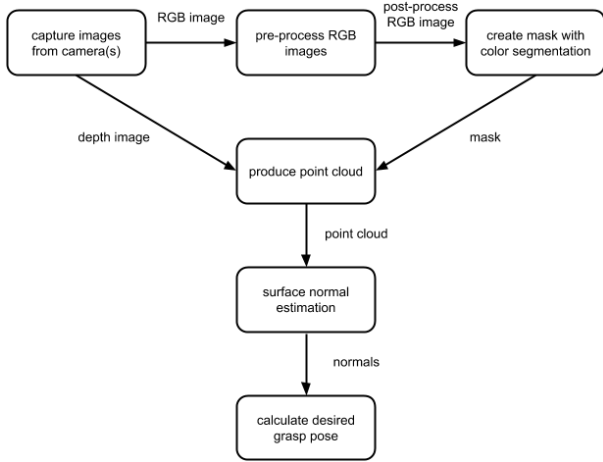 post-process
RGB image
RGB image
capture images
from camera(s)
pre-process RGB
images
create mask with
color segmentation
depth image
mask
produce point cloud
point cloud
surface normal
estimation
normals
calculate desired
grasp pose